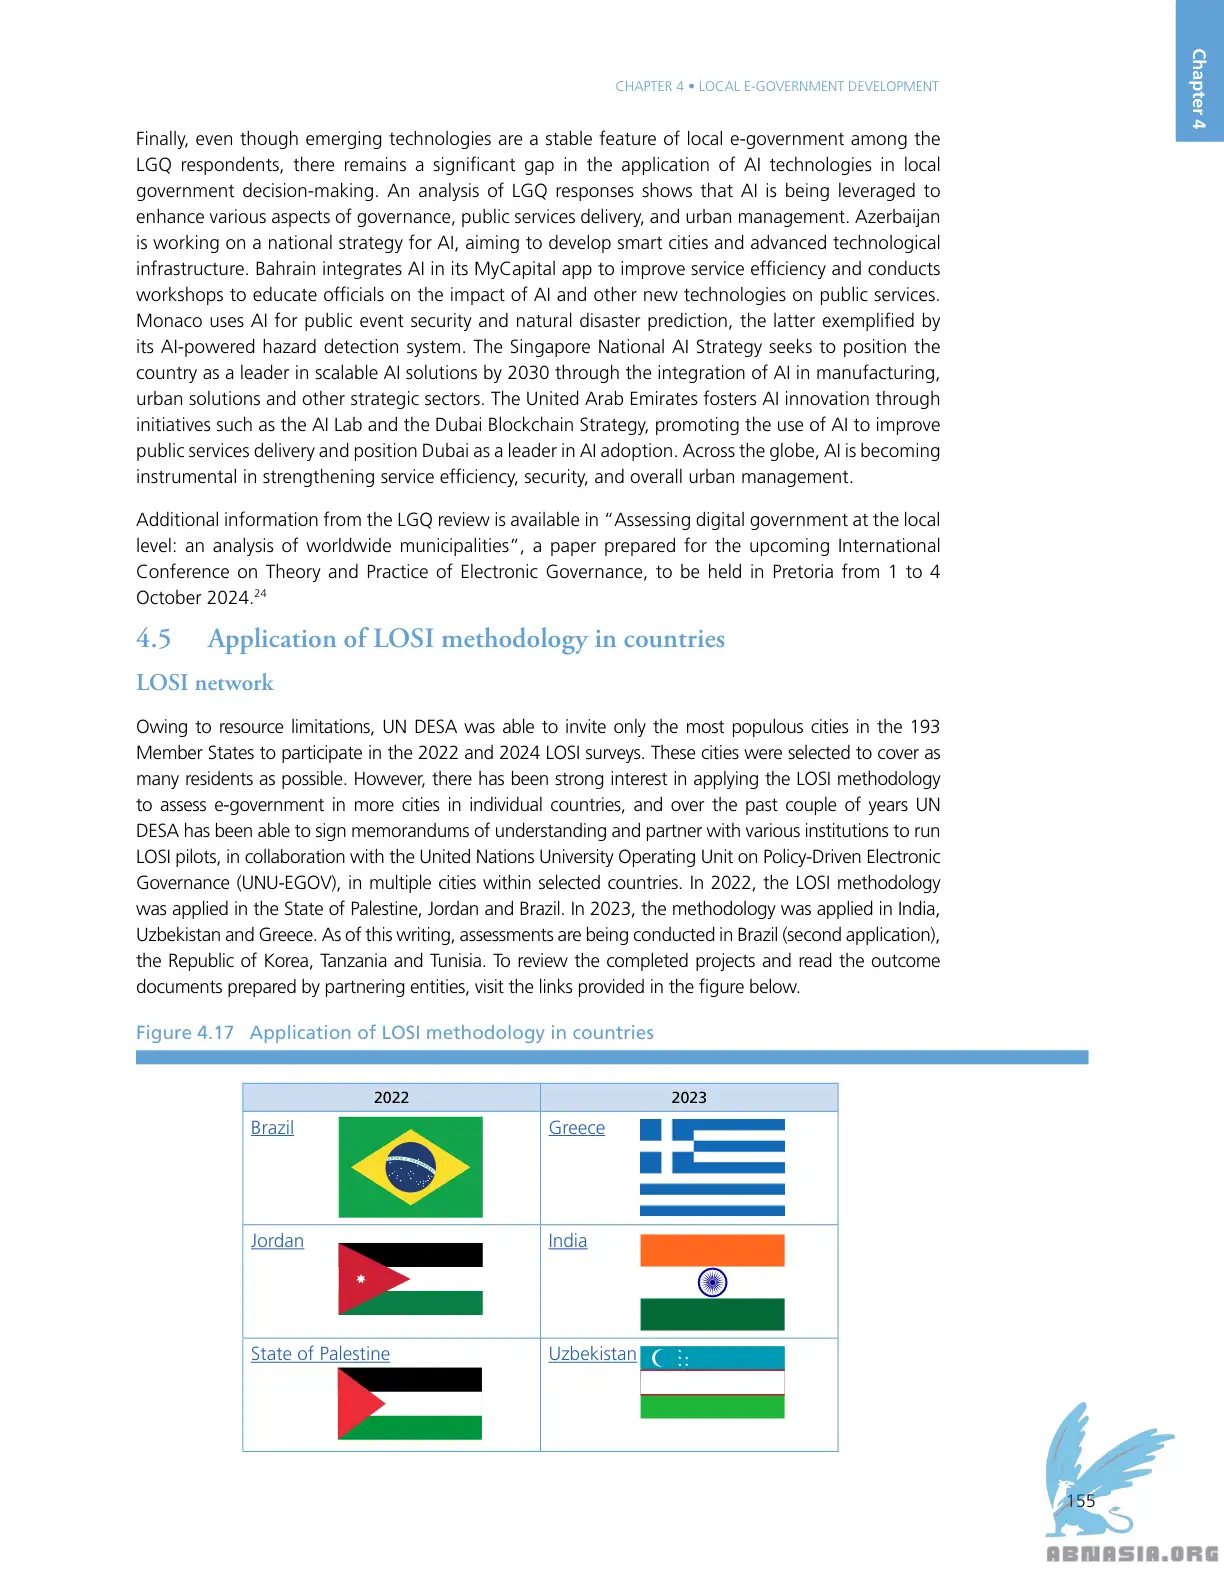 Chapter 4
CHAPTER 4 • LOCAL E-GOVERNMENT DEVELOPMENT
Finally, even though emerging technologies are a stable feature of local e-government among the
LGQ respondents, there remains a significant gap in the application of AI technologies in local
government decision-making. An analysis of LGQ responses shows that AI is being leveraged to
enhance various aspects of governance, public services delivery, and urban management. Azerbaijan
is working on a national strategy for AI, aiming to develop smart cities and advanced technological
infrastructure. Bahrain integrates AI in its MyCapital app to improve service efficiency and conducts
workshops to educate officials on the impact of AI and other new technologies on public services.
Monaco uses AI for public event security and natural disaster prediction, the latter exemplified by
its AI-powered hazard detection system. The Singapore National AI Strategy seeks to position the
country as a leader in scalable AI solutions by 2030 through the integration of AI in manufacturing,
urban solutions and other strategic sectors. The United Arab Emirates fosters AI innovation through
initiatives such as the AI Lab and the Dubai Blockchain Strategy, promoting the use of AI to improve
public services delivery and position Dubai as a leader in AI adoption. Across the globe, AI is becoming
instrumental in strengthening service efficiency, security, and overall urban management.
Additional information from the LGQ review is available in “Assessing digital government at the local
level: an analysis of worldwide municipalities”, a paper prepared for the upcoming International
Conference on Theory and Practice of Electronic Governance, to be held in Pretoria from 1 to 4
October 2024.24
4.5 Application of LOSI methodology in countries
LOSI network
Owing to resource limitations, UN DESA was able to invite only the most populous cities in the 193
Member States to participate in the 2022 and 2024 LOSI surveys. These cities were selected to cover as
many residents as possible. However, there has been strong interest in applying the LOSI methodology
to assess e-government in more cities in individual countries, and over the past couple of years UN
DESA has been able to sign memorandums of understanding and partner with various institutions to run
LOSI pilots, in collaboration with the United Nations University Operating Unit on Policy-Driven Electronic
Governance (UNU-EGOV), in multiple cities within selected countries. In 2022, the LOSI methodology
was applied in the State of Palestine, Jordan and Brazil. In 2023, the methodology was applied in India,
Uzbekistan and Greece. As of this writing, assessments are being conducted in Brazil (second application),
the Republic of Korea, Tanzania and Tunisia. To review the completed projects and read the outcome
documents prepared by partnering entities, visit the links provided in the figure below.
Figure 4.17 Application of LOSI methodology in countries
2022 2023
Brazil Greece
Jordan India
State of Palestine Uzbekistan
155
ABNASIA.ORG